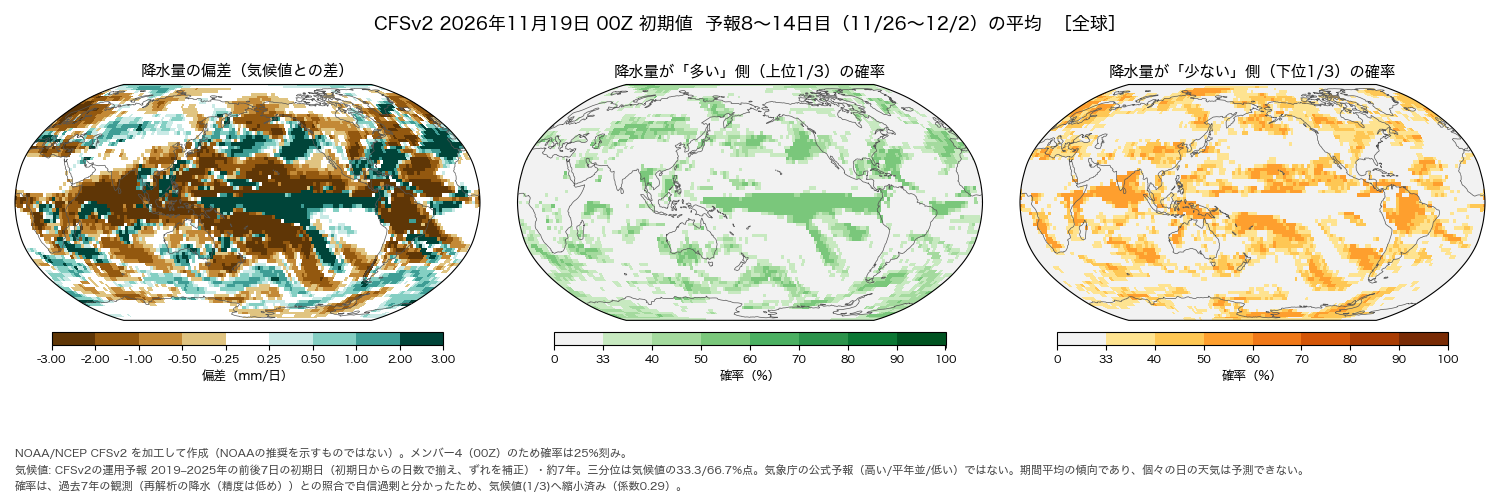 CFSv2 2026年11月19日 00Z 初期値 予報8～14日目（11/26～12/2）の平均 ［全球］
降水量の偏差（気候値との差）
降水量が「多い」側（上位1/3）の確率
降水量が「少ない」側（下位1/3）の確率
-3.00 -2.00 -1.00 -0.50 -0.25 0.25 0.50 1.00 2.00 3.00
偏差（mm/日）
0 33 40 50 60 70 80 90 100
確率（%）
0 33 40 50 60 70 80 90 100
確率（%）
NOAA/NCEP CFSv2 を加工して作成（NOAAの推奨を示すものではない）。メンバー4（00Z）のため確率は25%刻み。
気候値: CFSv2の運用予報 2019–2025年の前後7日の初期日（初期日からの日数で揃え、ずれを補正）・約7年。三分位は気候値の33.3/66.7%点。気象庁の公式予報（高い/平年並/低い）ではない。期間平均の傾向であり、個々の日の天気は予測できない。
確率は、過去7年の観測（再解析の降水（精度は低め））との照合で自信過剰と分かったため、気候値(1/3)へ縮小済み（係数0.29）。